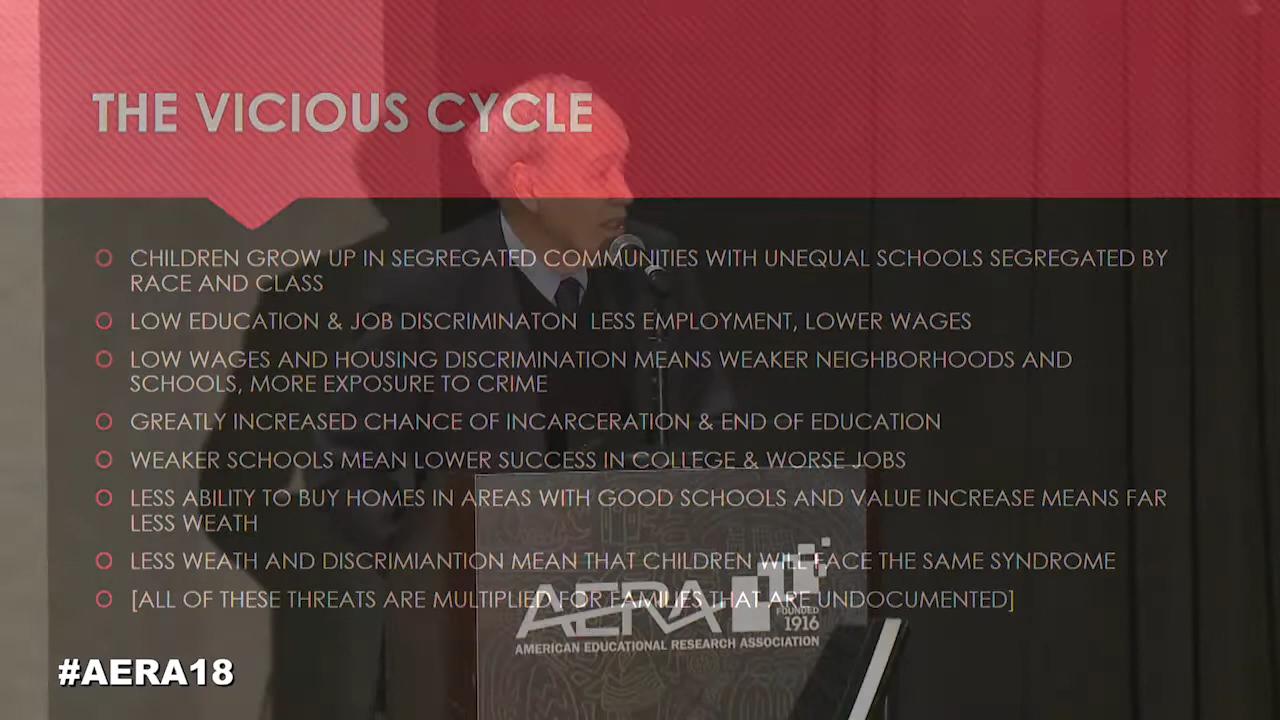 THE VICIOUS CYCLE
O CHILDREN GROW UP IN SEGREGATED COMMUNITIES WITH UNEQUAL SCHOOLS SEGREGATED BY
RACE AND CLASS
O LOW EDUCATION & JOB DISCRIMINATON LESS EMPLOYMENT, LOWER WAGES
O LOW WAGES AND HOUSING DISCRIMINATION MEANS WEAKER NEIGHBORHOODS AND
SCHOOLS, MORE EXPOSURE TO CRIME
O GREATLY INCREASED CHANCE OF INCARCERATION & END OF EDUCATION
O WEAKER SCHOOLS MEAN LOWER SUCCESS IN COLLEGE & WORSE JOBS
O LESS ABILITY TO BUY HOMES IN AREAS WITH GOOD SCHOOLS AND VALUE INCREASE MEANS FAR
LESS WEATH
O LESS WEATH AND DISCRIMIANTION MEAN THAT CHILDREN WILL FACE THE SAME SYNDROME
O [ALL OF THESE THREATS ARE MULTIPLIED FOR FAMILIES THAT ARE UNDOCUMENTED]
AERA
FOUNDED
1916
AMERICAN EDUCATIONAL RESEARCH ASSOCIATION
#AERA18